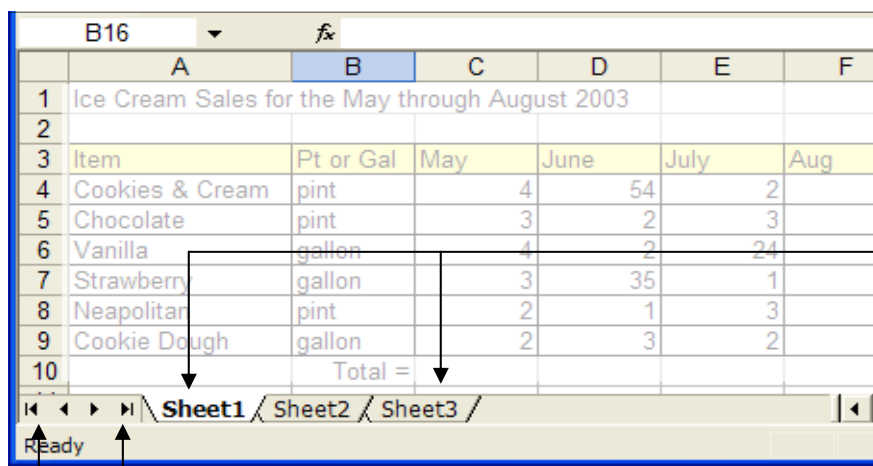 B16 fx
A B C D E F
1 Ice Cream Sales for the May through August 2003
2
3 Item Pt or Gal May June July Aug
4 Cookies & Cream pint 4 54 2
5 Chocolate pint 3 2 3
6 Vanilla gallon 4 2 24
7 Strawberry gallon 3 35 1
8 Neapolitan pint 2 1 3
9 Cookie Dough gallon 2 3 2
10 Total =
Sheet1 Sheet2 Sheet3
Ready